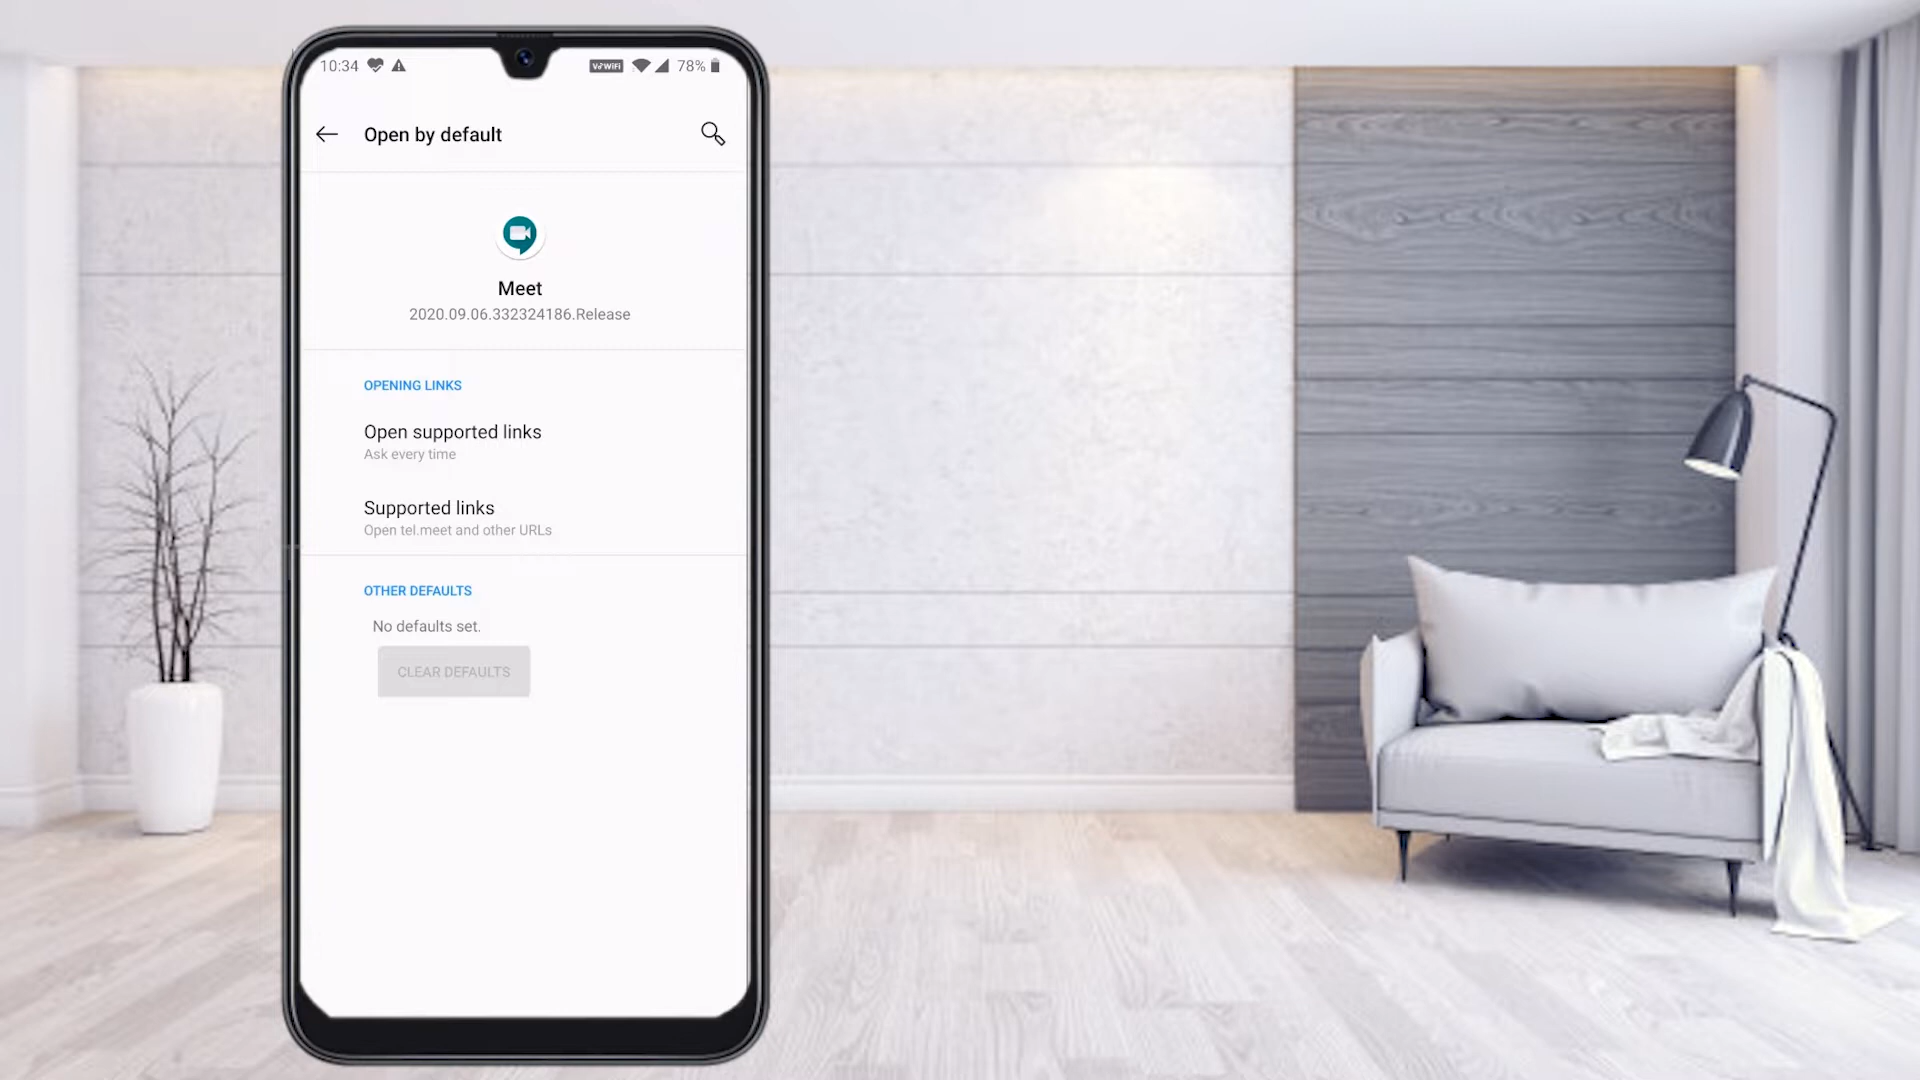 10:34
VoWiFi 78%
Open by default
Meet
2020.09.06.332324186.Release
OPENING LINKS
Open supported links
Ask every time
Supported links
Open tel.meet and other URLs
OTHER DEFAULTS
No defaults set.
CLEAR DEFAULTS